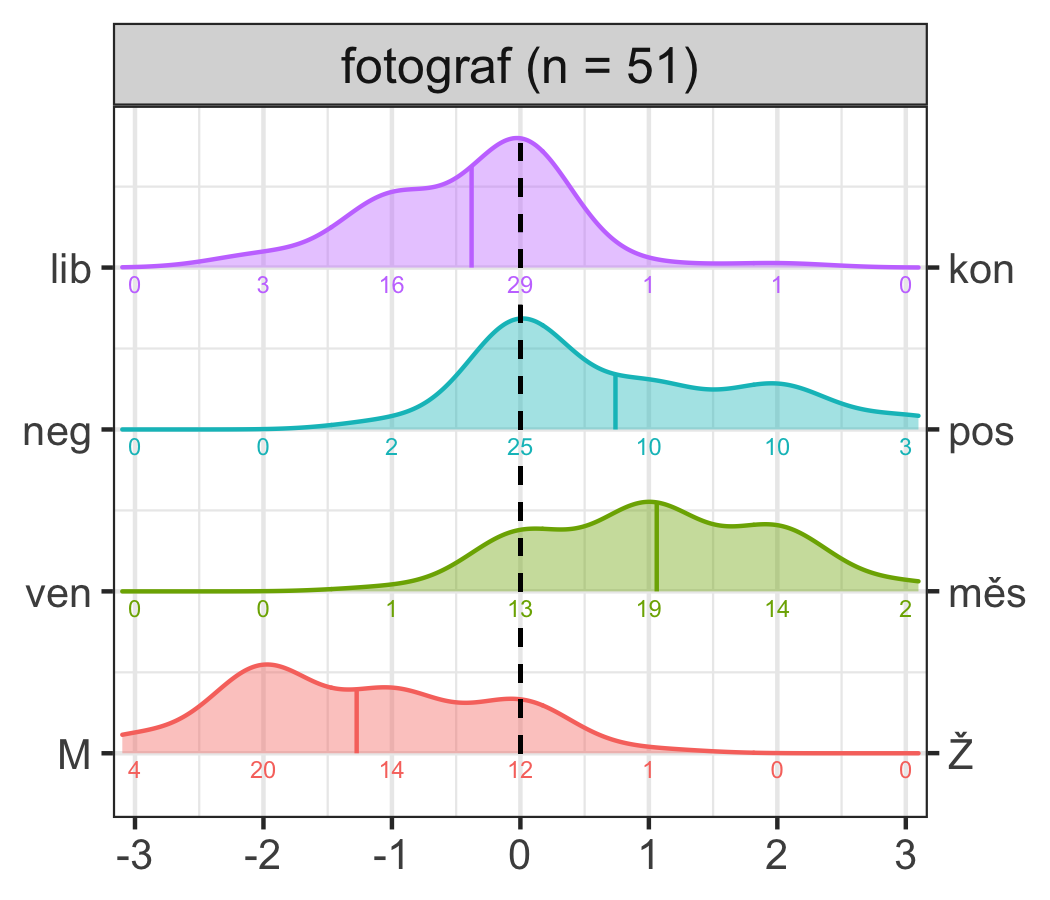 fotograf (n = 51)
lib kon
0 3 16 29 1 1 0
neg pos
0 0 2 25 10 10 3
ven měs
0 0 1 13 19 14 2
M Ž
4 20 14 12 1 0 0
-3 -2 -1 0 1 2 3